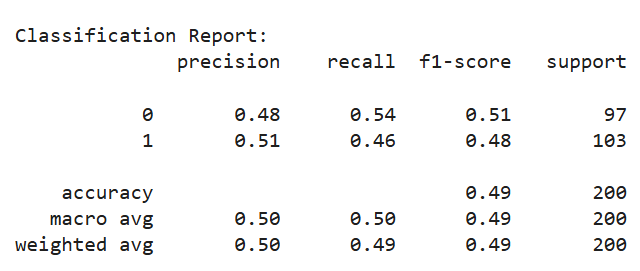 Classification Report:
precision recall f1-score support
0 0.48 0.54 0.51 97
1 0.51 0.46 0.48 103
accuracy 0.49 200
macro avg 0.50 0.50 0.49 200
weighted avg 0.50 0.49 0.49 200